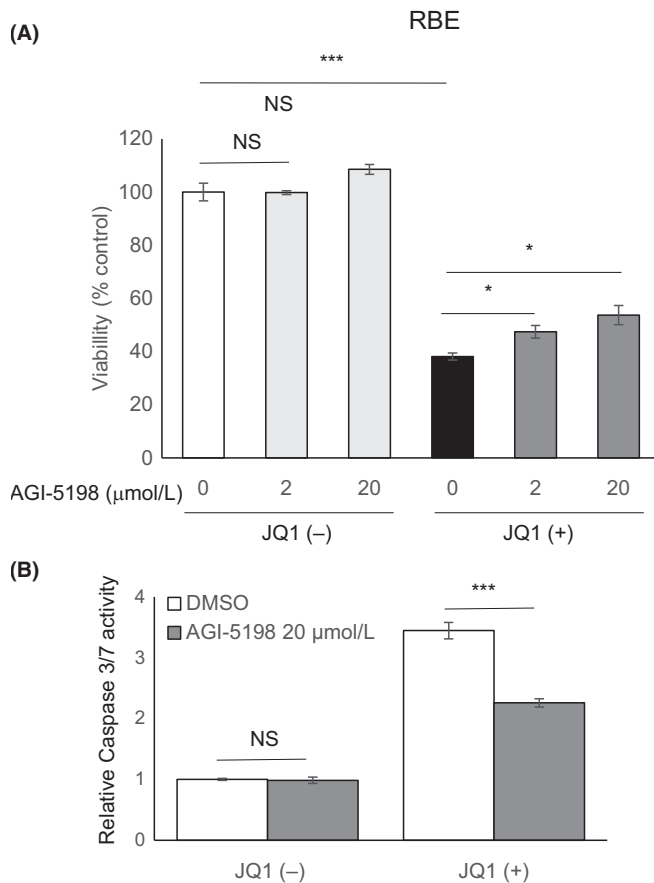 (A)
RBE
***
NS
NS
*
*
120
100
80
60
40
20
0
Viabillity (% control)
AGI-5198 (µmol/L) 0 2 20 0 2 20
JQ1 (–) JQ1 (+)
(B)
Relative Caspase 3/7 activity
4
3
2
1
0
DMSO
AGI-5198 20 µmol/L
NS
***
JQ1 (–) JQ1 (+)